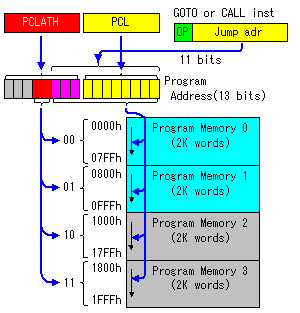 GOTO or CALL inst
PCLATH
PCL
OP
Jump adr
11 bits
Program
Address(13 bits)
0000h
Program Memory 0
00
(2K words)
07FFh
0800h
Program Memory 1
01
(2K words)
0FFFh
1000h
Program Memory 2
10
(2K words)
17FFh
1800h
Program Memory 3
11
(2K words)
1FFFh